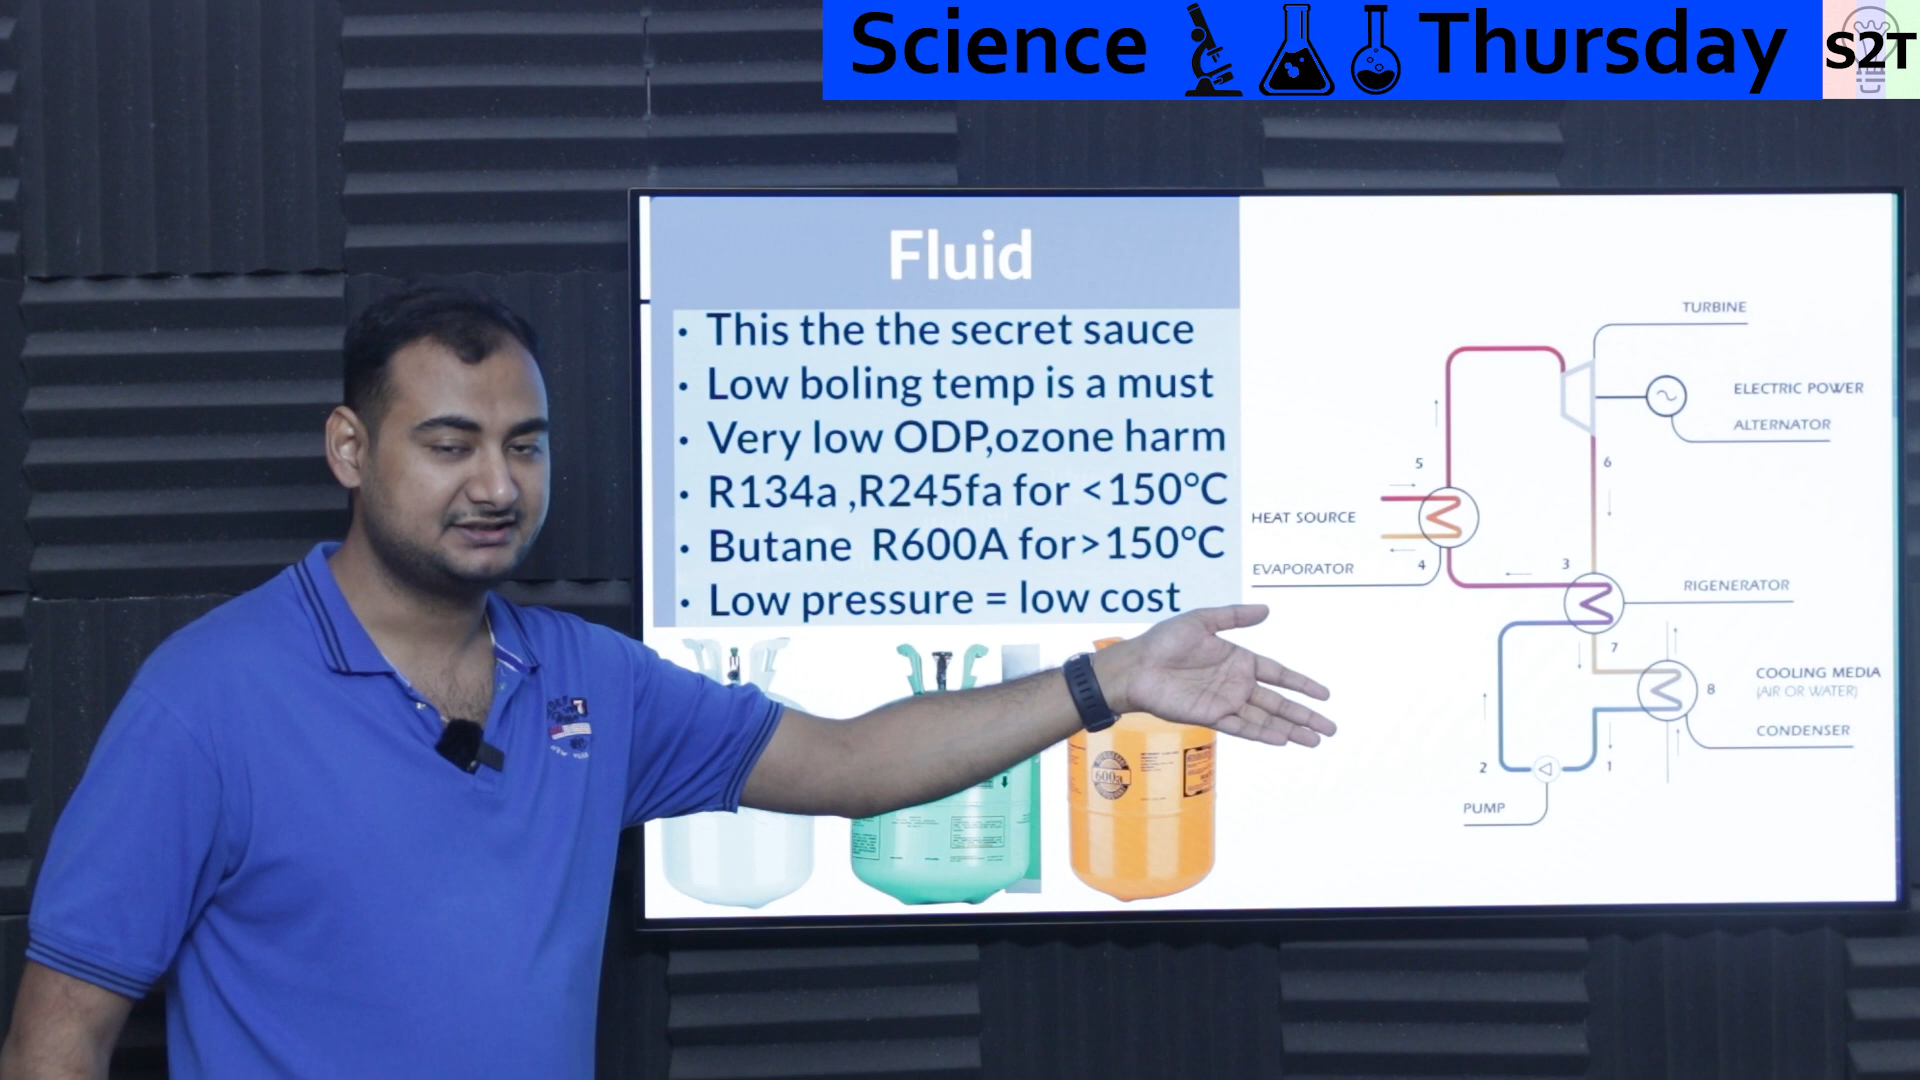 Science Thursday
S2T
Fluid
• This the the secret sauce
• Low boling temp is a must
• Very low ODP,ozone harm
• R134a ,R245fa for <150°C
• Butane R600A for>150°C
• Low pressure = low cost
TURBINE
ELECTRIC POWER
ALTERNATOR
5
6
HEAT SOURCE
EVAPORATOR
4
3
RIGENERATOR
7
COOLING MEDIA
(AIR OR WATER)
8
CONDENSER
2
1
PUMP
600a
7